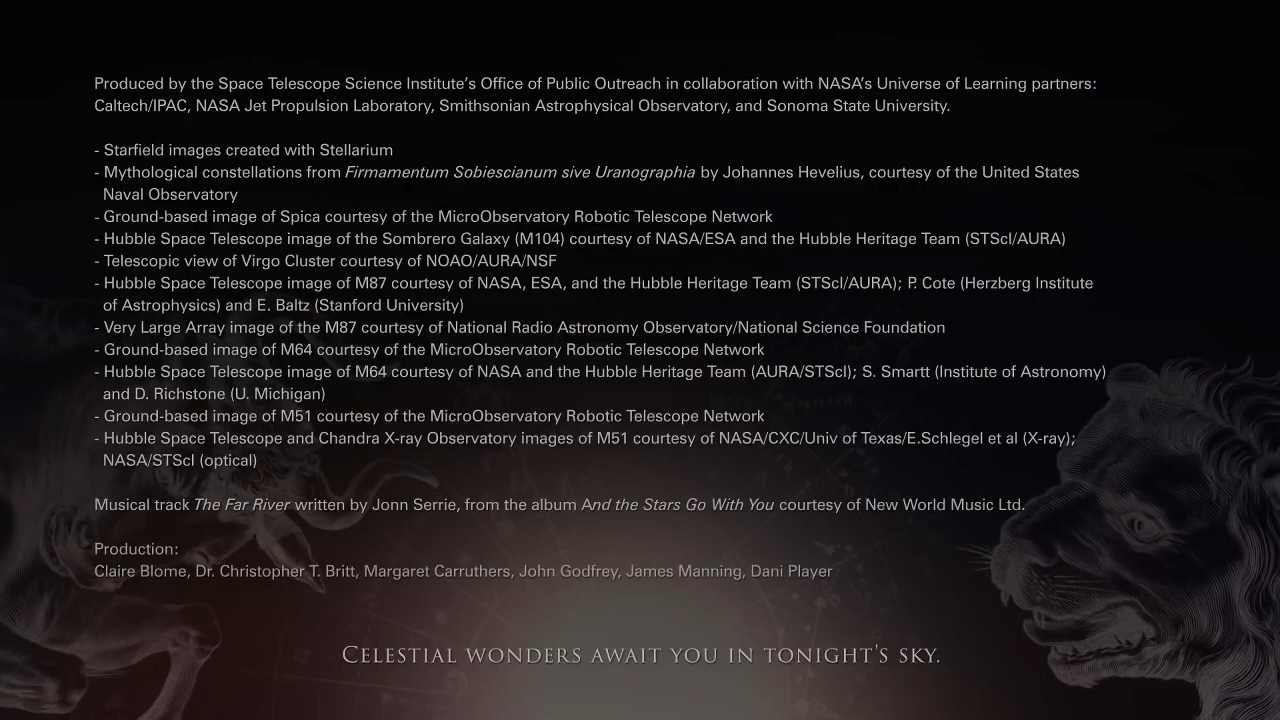 Produced by the Space Telescope Science Institute's Office of Public Outreach in collaboration with NASA's Universe of Learning partners:
Caltech/IPAC, NASA Jet Propulsion Laboratory, Smithsonian Astrophysical Observatory, and Sonoma State University.
- Starfield images created with Stellarium
- Mythological constellations from Firmamentum Sobiescianum sive Uranographia by Johannes Hevelius, courtesy of the United States
Naval Observatory
- Ground-based image of Spica courtesy of the MicroObservatory Robotic Telescope Network
- Hubble Space Telescope image of the Sombrero Galaxy (M104) courtesy of NASA/ESA and the Hubble Heritage Team (STScI/AURA)
- Telescopic view of Virgo Cluster courtesy of NOAO/AURA/NSF
- Hubble Space Telescope image of M87 courtesy of NASA, ESA, and the Hubble Heritage Team (STScI/AURA); P. Cote (Herzberg Institute
of Astrophysics) and E. Baltz (Stanford University)
- Very Large Array image of the M87 courtesy of National Radio Astronomy Observatory/National Science Foundation
- Ground-based image of M64 courtesy of the MicroObservatory Robotic Telescope Network
- Hubble Space Telescope image of M64 courtesy of NASA and the Hubble Heritage Team (AURA/STScI); S. Smartt (Institute of Astronomy)
and D. Richstone (U. Michigan)
- Ground-based image of M51 courtesy of the MicroObservatory Robotic Telescope Network
- Hubble Space Telescope and Chandra X-ray Observatory images of M51 courtesy of NASA/CXC/Univ of Texas/E.Schlegel et al (X-ray);
NASA/STScI (optical)
Musical track The Far River written by Jonn Serrie, from the album And the Stars Go With You courtesy of New World Music Ltd.
Production:
Claire Blome, Dr. Christopher T. Britt, Margaret Carruthers, John Godfrey, James Manning, Dani Player
Celestial wonders await you in tonight's sky.